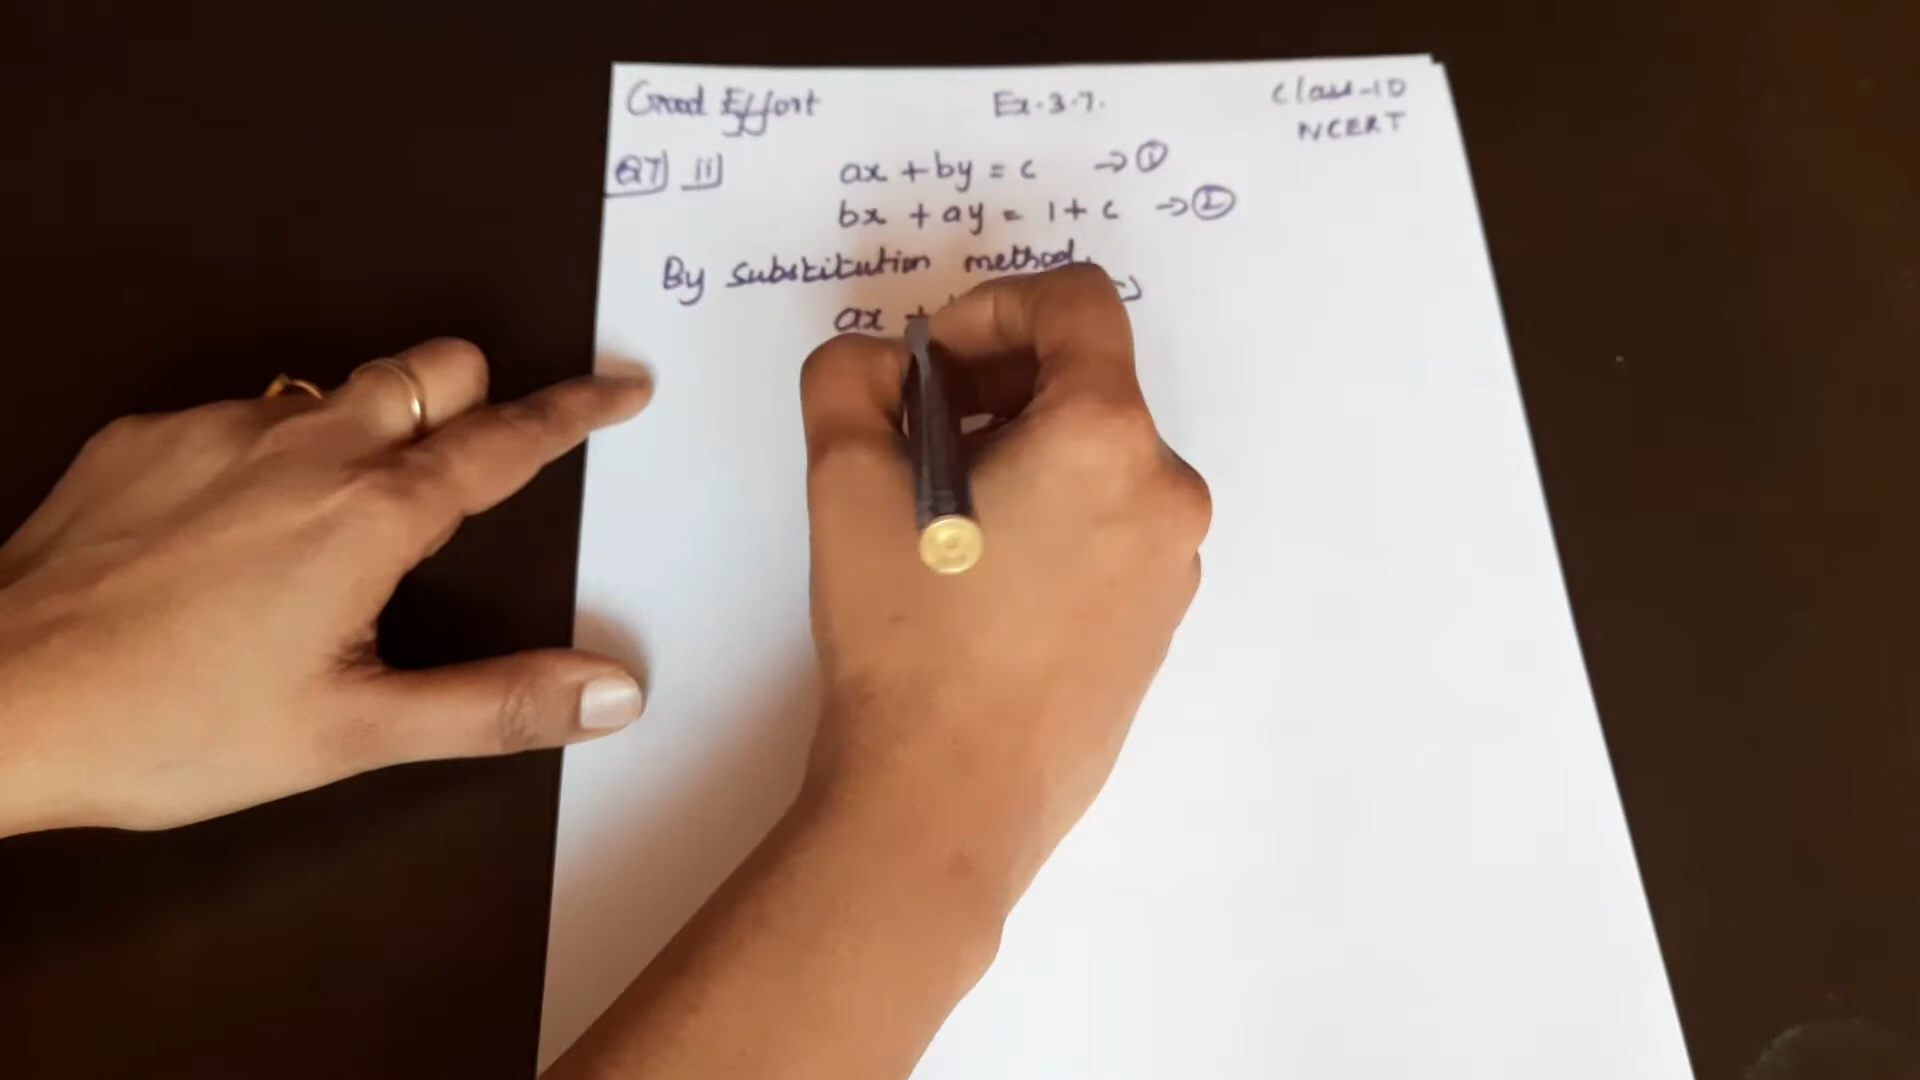 Good Effort Ex. 3.7. Class-10
NCERT
Q7] ii] ax + by = c → ①
bx + ay = 1 + c → ②
By substitution method,
ax +